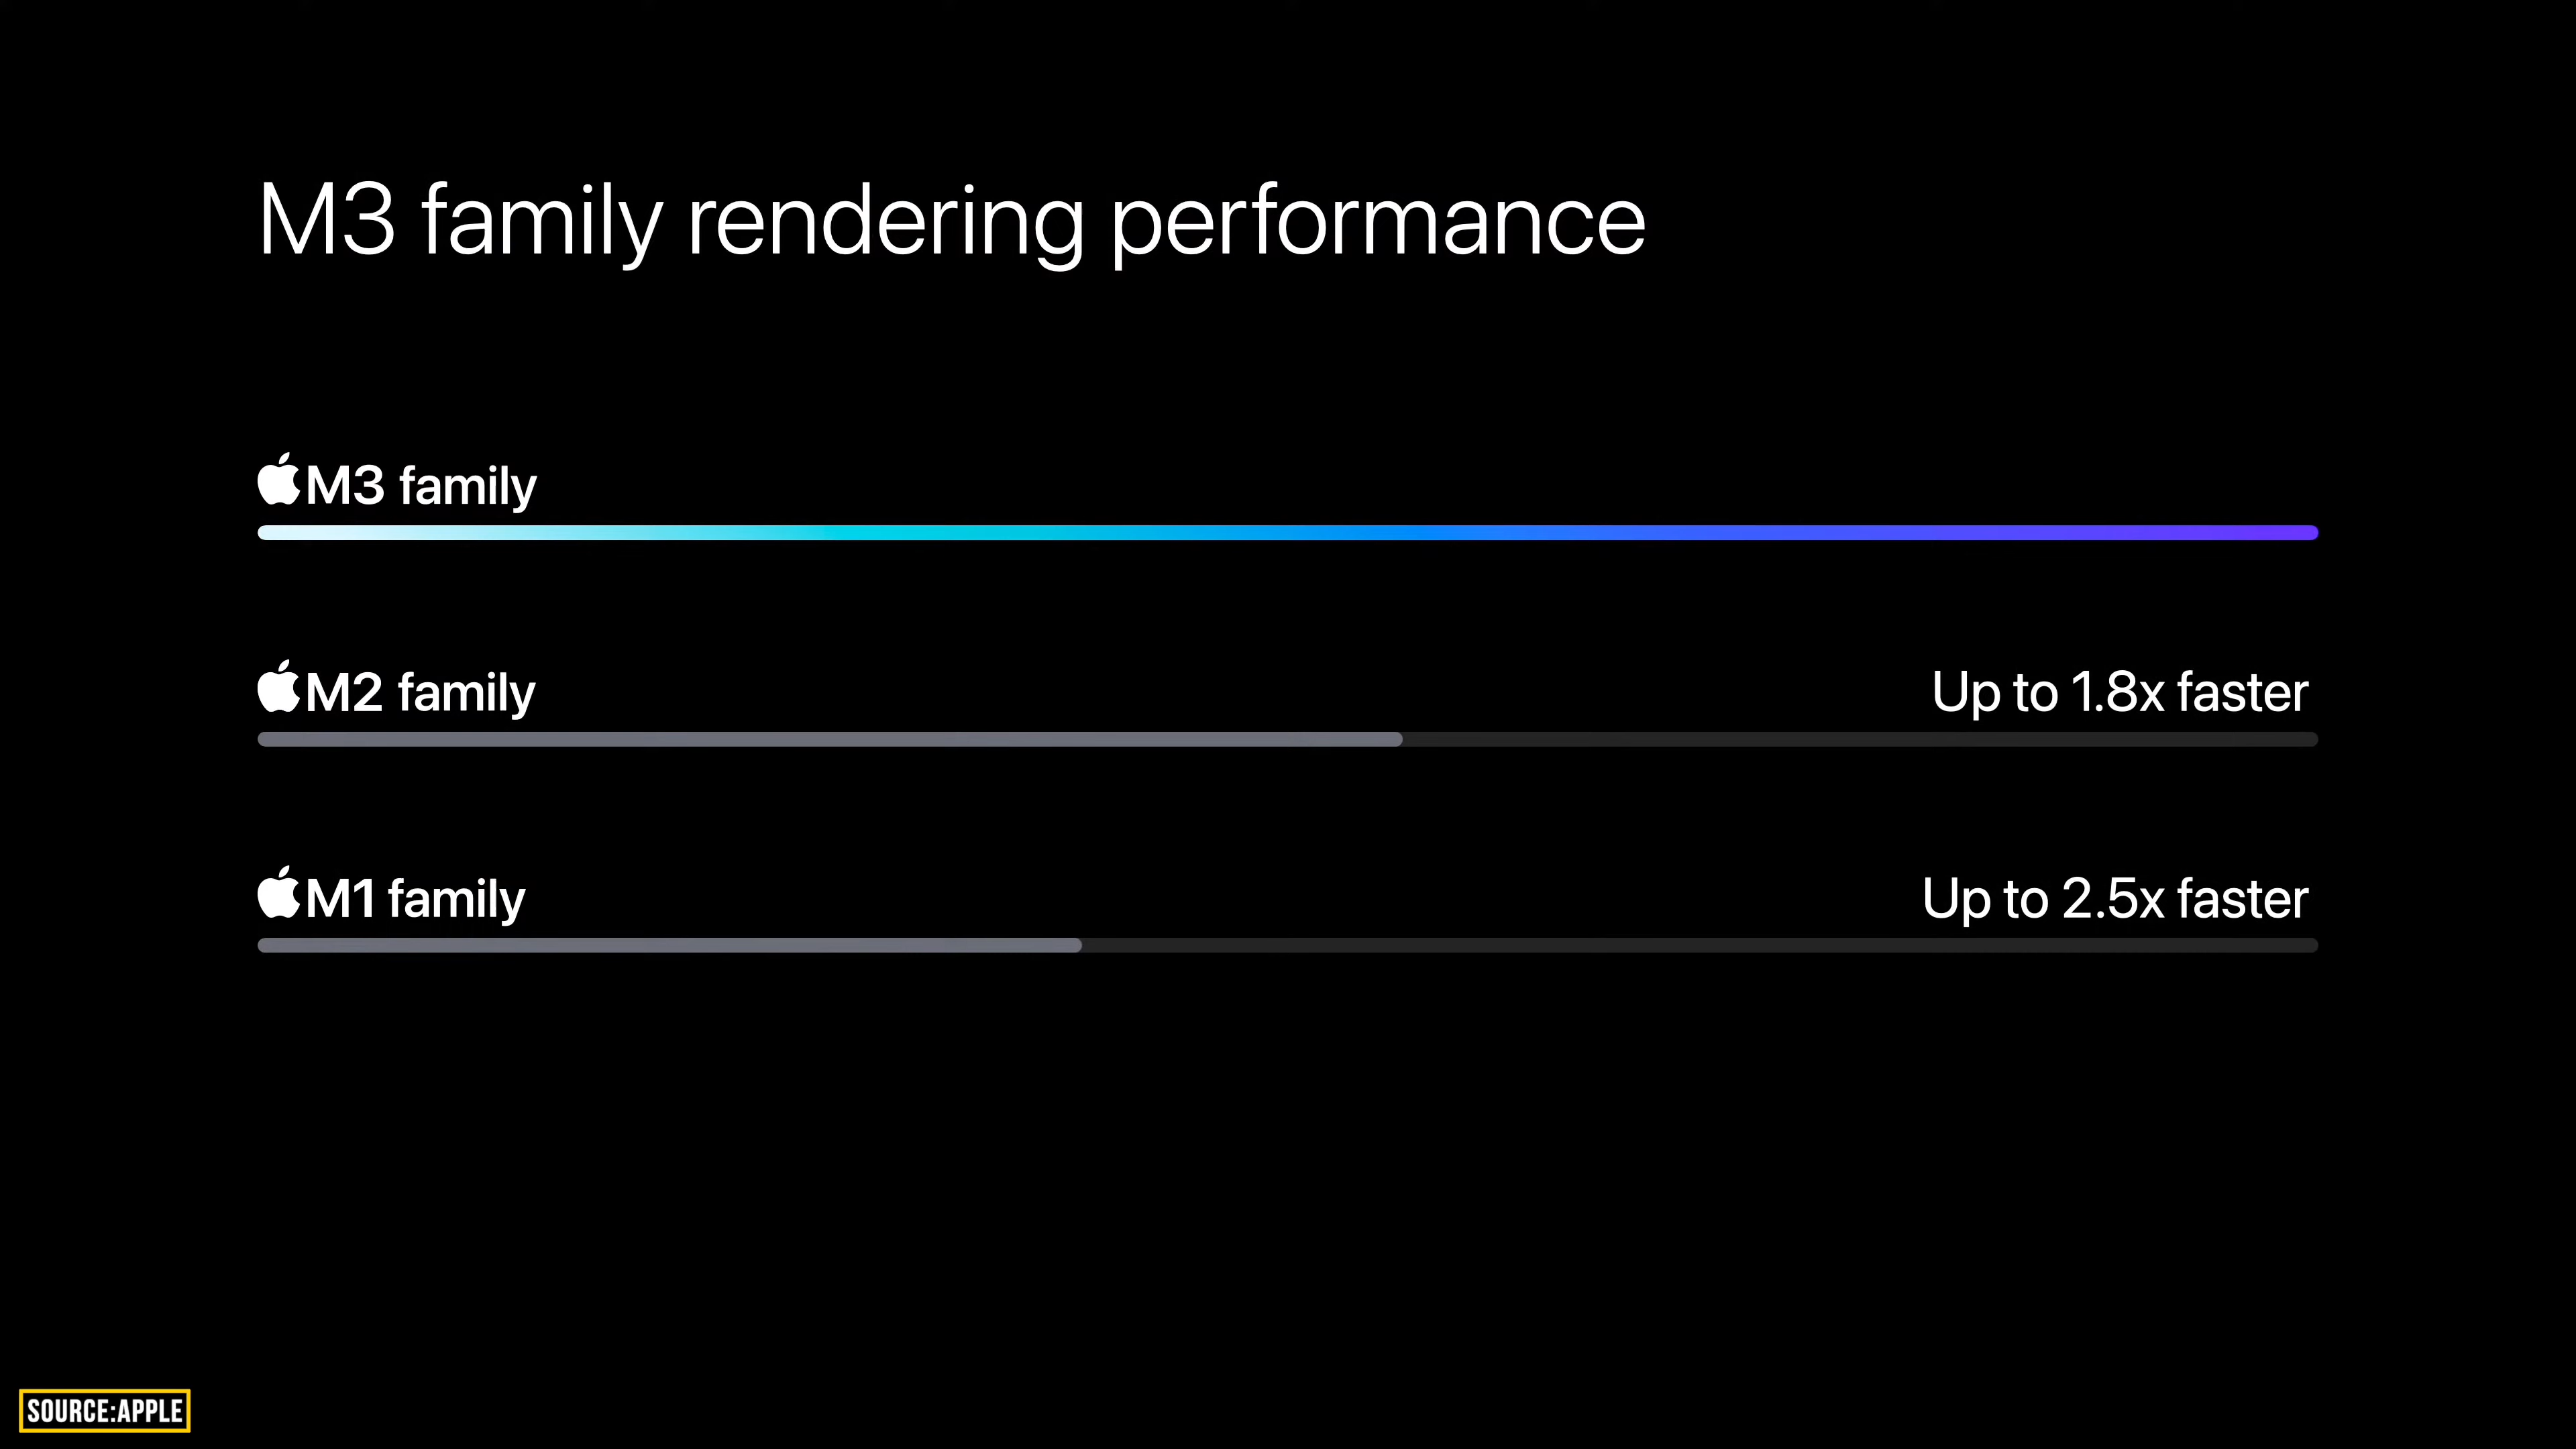 M3 family rendering performance
M3 family
M2 family
Up to 1.8x faster
M1 family
Up to 2.5x faster
SOURCE:APPLE